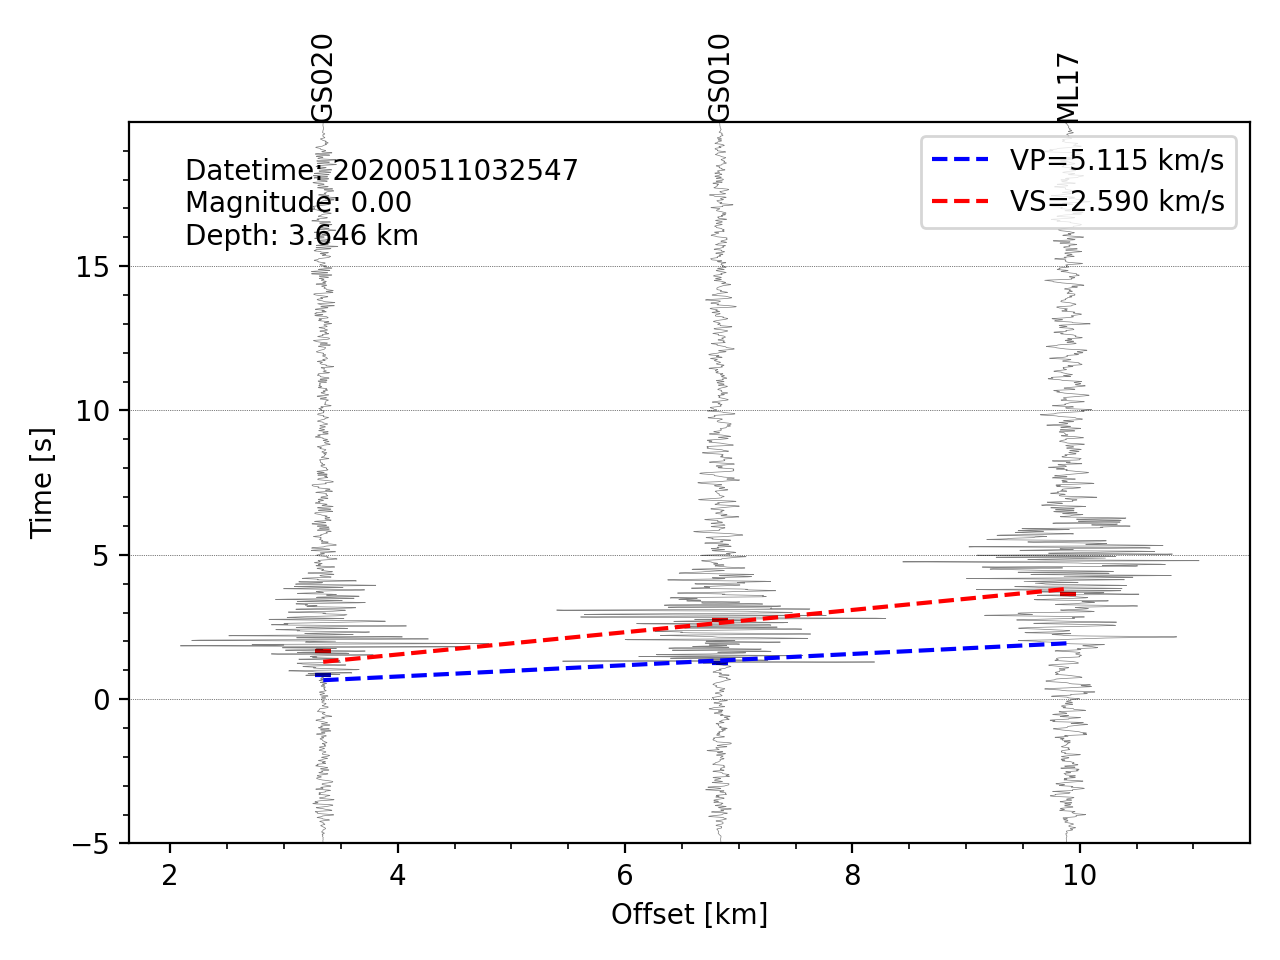 GS020
GS010
ML17
Datetime: 20200511032547
Magnitude: 0.00
Depth: 3.646 km
VP=5.115 km/s
VS=2.590 km/s
15
10
5
0
−5
Time [s]
2
4
6
8
10
Offset [km]